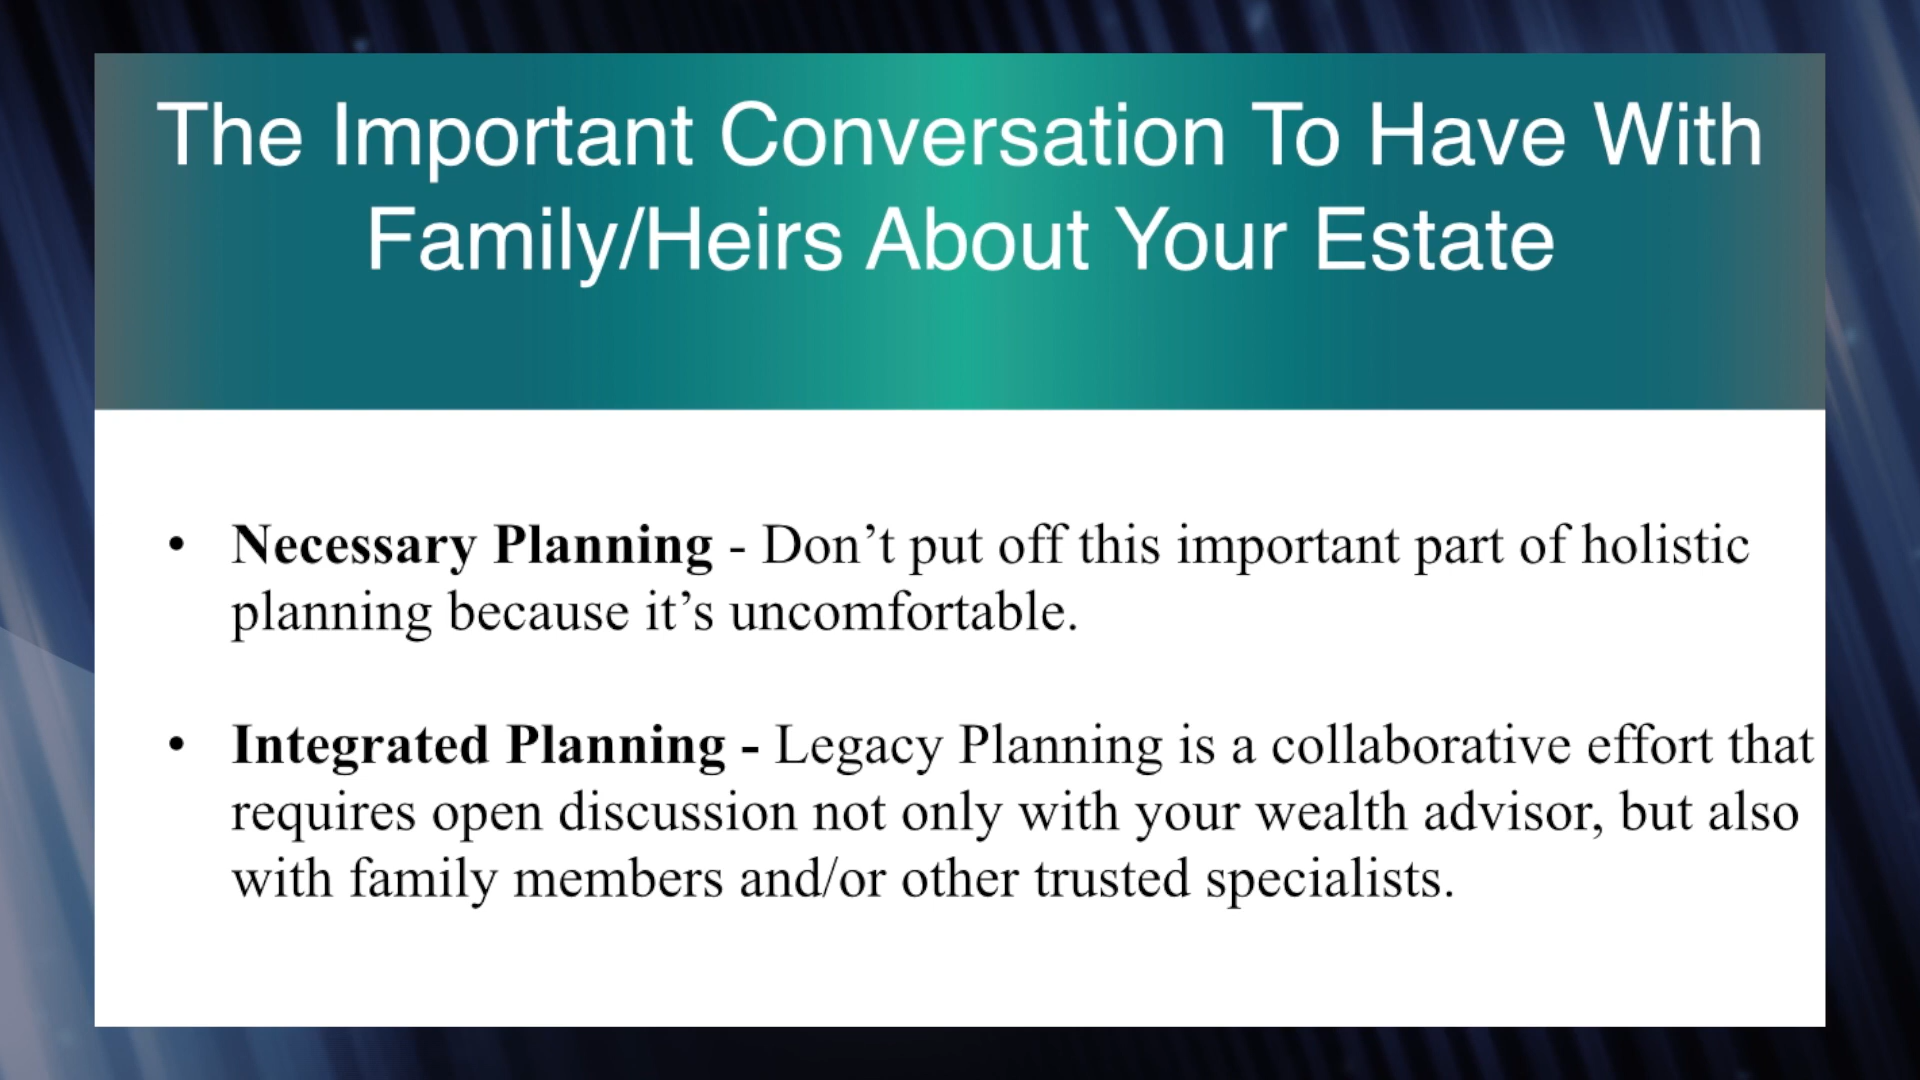 The Important Conversation To Have With
Family/Heirs About Your Estate
• Necessary Planning - Don’t put off this important part of holistic
planning because it’s uncomfortable.
• Integrated Planning - Legacy Planning is a collaborative effort that
requires open discussion not only with your wealth advisor, but also
with family members and/or other trusted specialists.